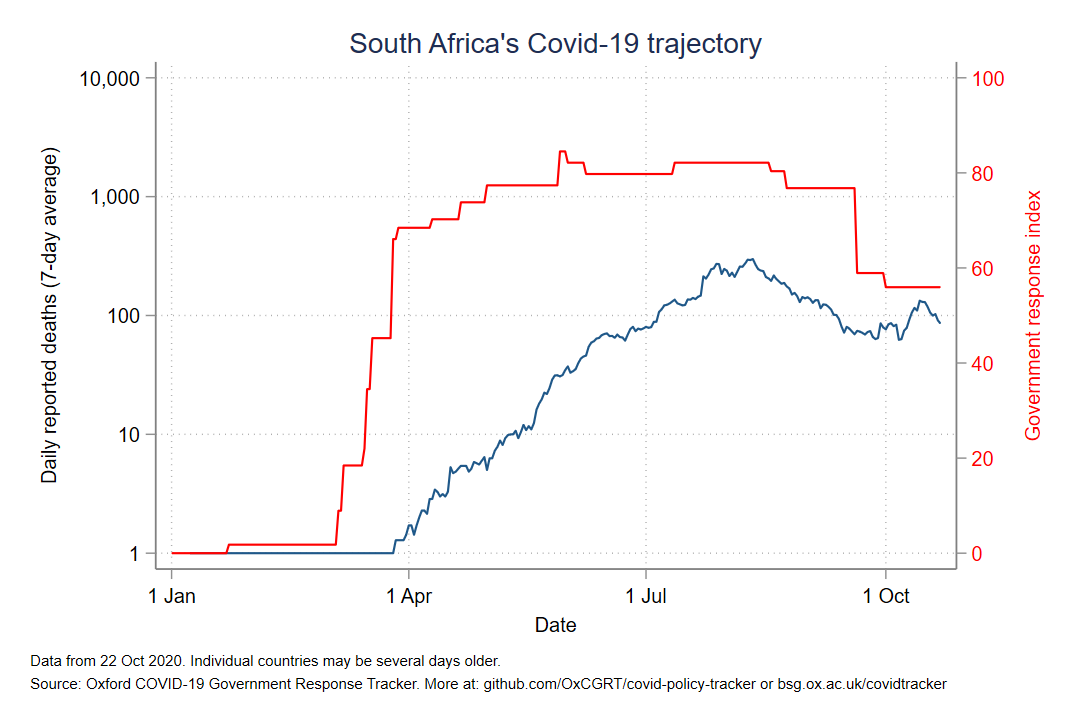 South Africa's Covid-19 trajectory
10,000
1,000
100
10
1
Daily reported deaths (7-day average)
100
80
60
40
20
0
Government response index
1 Jan
1 Apr
1 Jul
1 Oct
Date
Data from 22 Oct 2020. Individual countries may be several days older.
Source: Oxford COVID-19 Government Response Tracker. More at: github.com/OxCGRT/covid-policy-tracker or bsg.ox.ac.uk/covidtracker